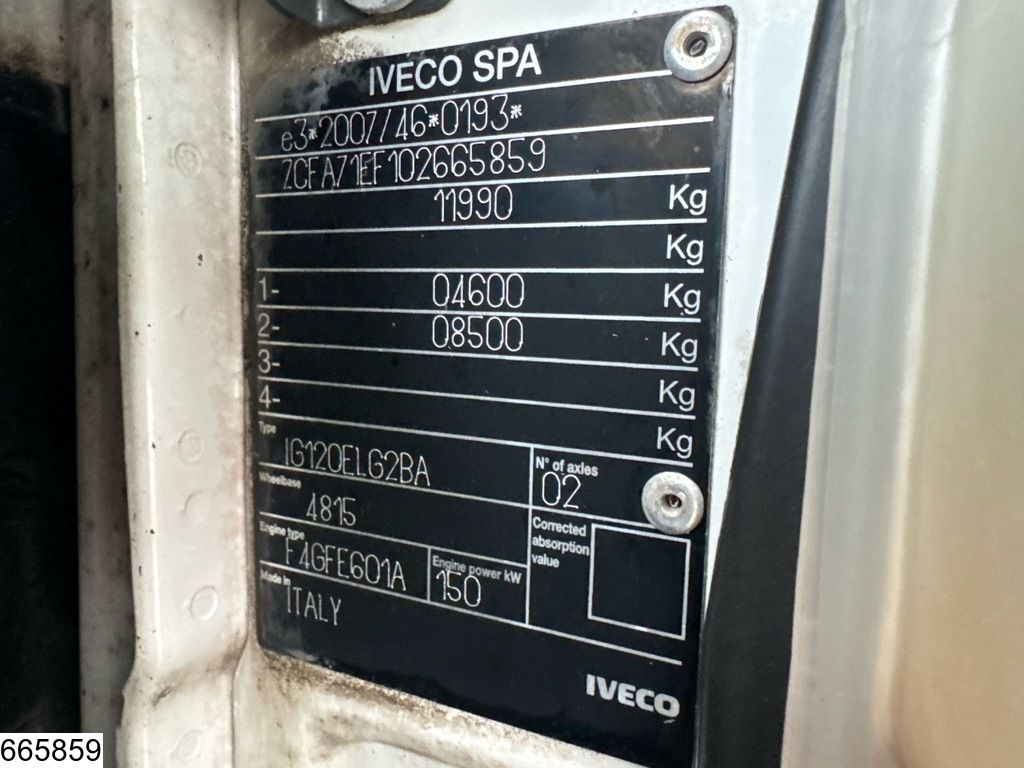 IVECO SPA
e3*2007/46*0193*
ZCFA71EF102665859
11990 Kg
Kg
1- 04600 Kg
2- 08500 Kg
3- Kg
4- Kg
Type
IG120EL62BA
N° of axles
02
Wheelbase
4815
Corrected
absorption
value
Engine type
F4GFE601A
Engine power kW
150
Made in
ITALY
IVECO
665859